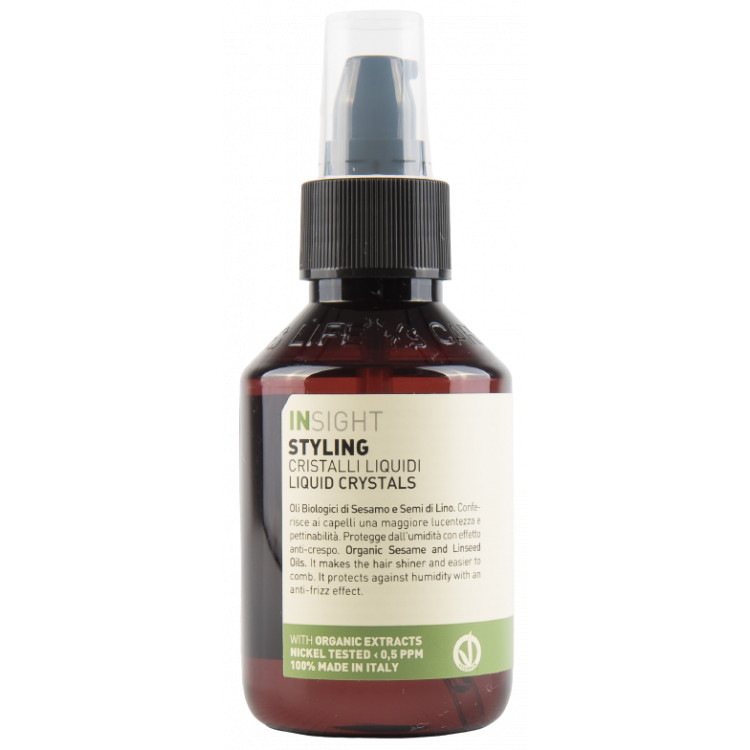 LIFE
INSIGHT
STYLING
CRISTALLI LIQUIDI
LIQUID CRYSTALS
Oli Biologici di Sesamo e Semi di Lino. Confe-
risce ai capelli una maggiore lucentezza e
pettinabilità. Protegge dall'umidità con effetto
anti-crespo. Organic Sesame and Linseed
Oils. It makes the hair shiner and easier to
comb. It protects against humidity with an
anti-frizz effect.
WITH ORGANIC EXTRACTS
NICKEL TESTED < 0,5 PPM
100% MADE IN ITALY